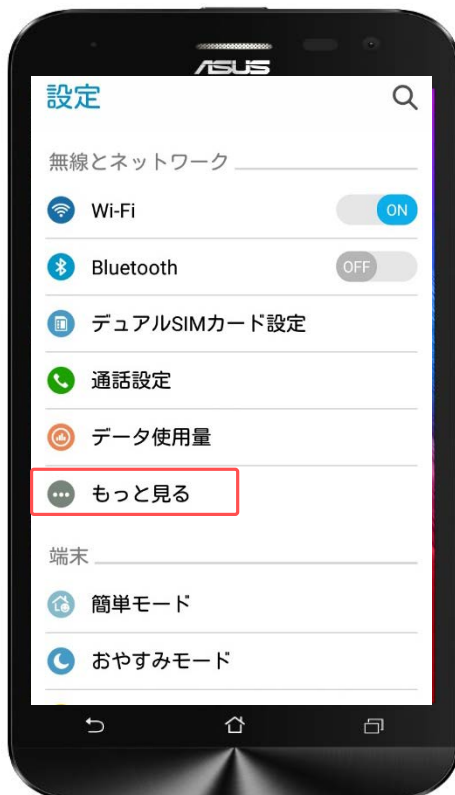 ASUS
設定
無線とネットワーク
Wi-Fi ON
Bluetooth OFF
デュアルSIMカード設定
通話設定
データ使用量
もっと見る
端末
簡単モード
おやすみモード